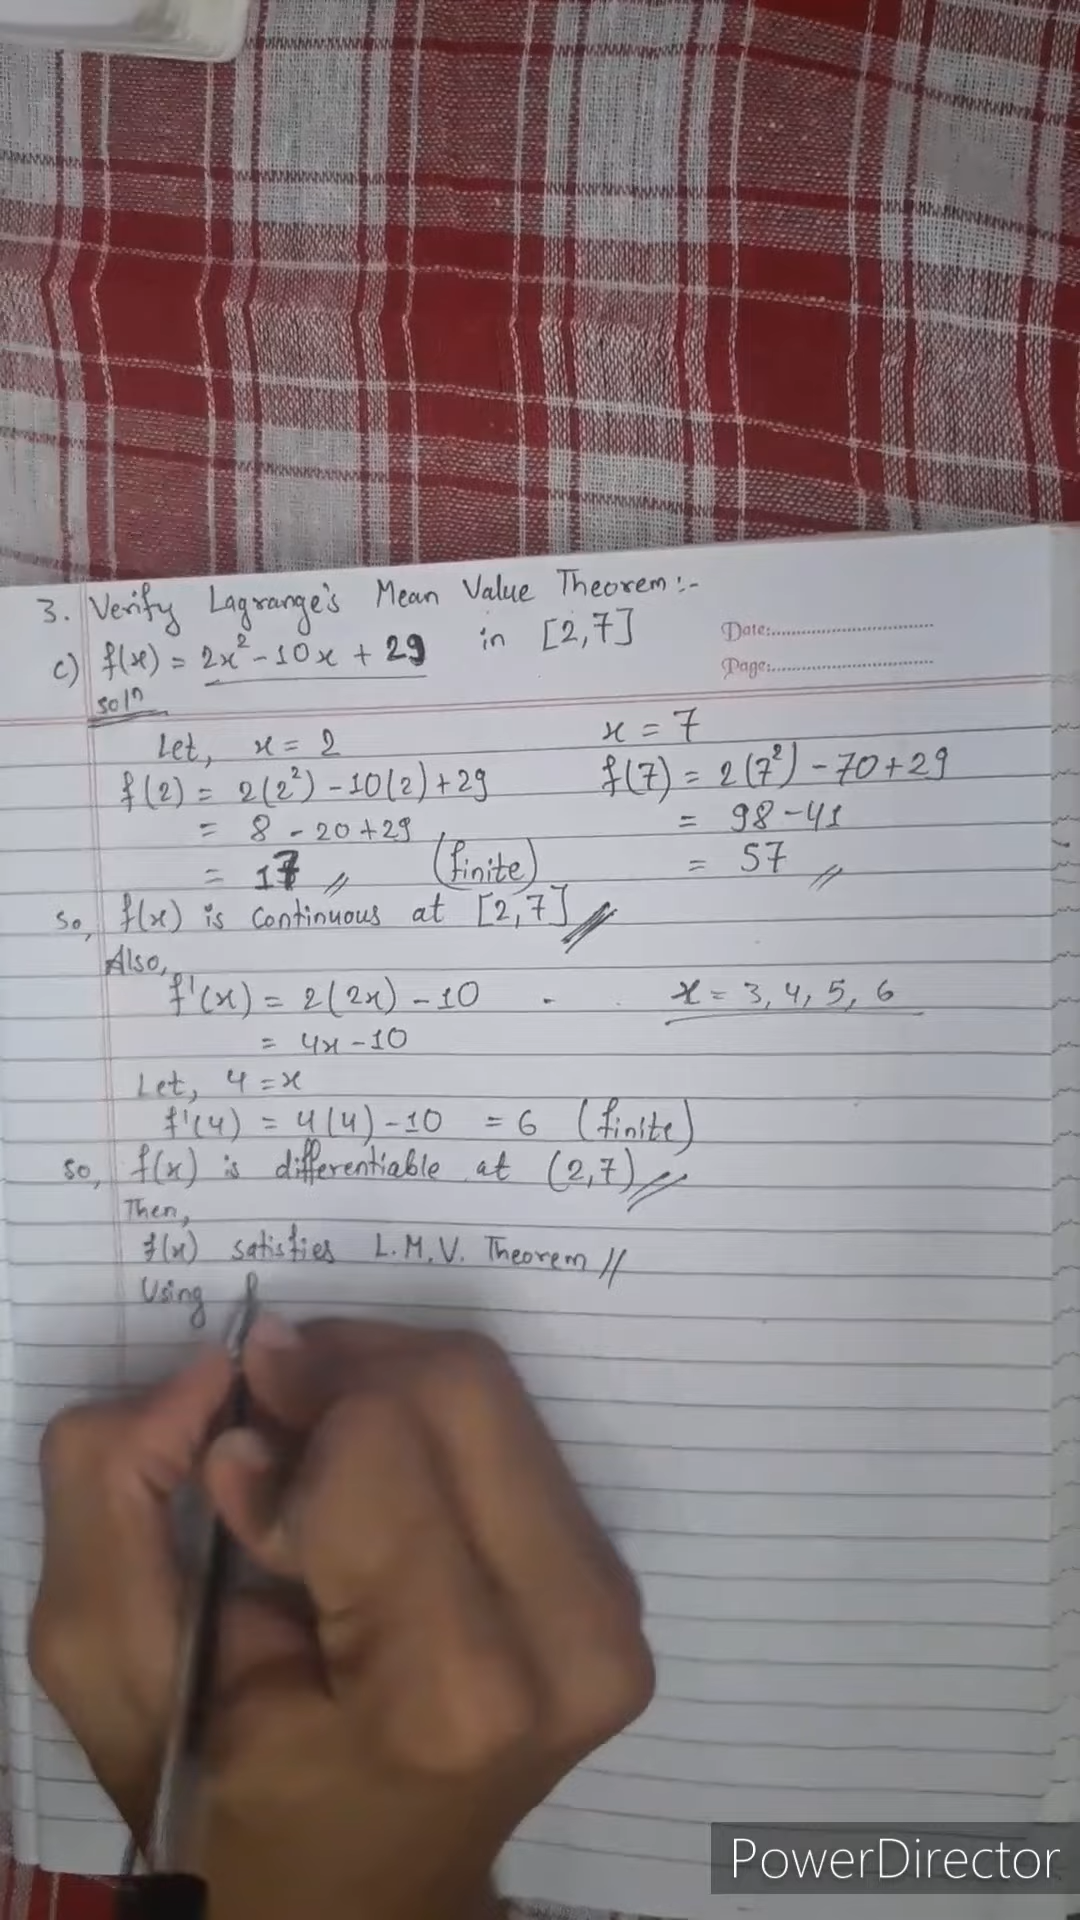 3. Verify Lagrange's Mean Value Theorem :-
c) f(x) = 2x² - 10x + 29 in [2,7]
Date:
Page:
solⁿ
Let, x = 2
x = 7
f(2) = 2(2²) - 10(2) + 29
f(7) = 2(7²) - 70 + 29
= 8 - 20 + 29
= 98 - 41
= 17 // (finite)
= 57 //
so, f(x) is continuous at [2,7] //
Also,
f'(x) = 2(2x) - 10
x = 3, 4, 5, 6
= 4x - 10
Let, 4 = x
f'(4) = 4(4) - 10 = 6 (finite)
so, f(x) is differentiable at (2,7) //
Then,
f(x) satisfies L.M.V. Theorem //
Using
PowerDirector